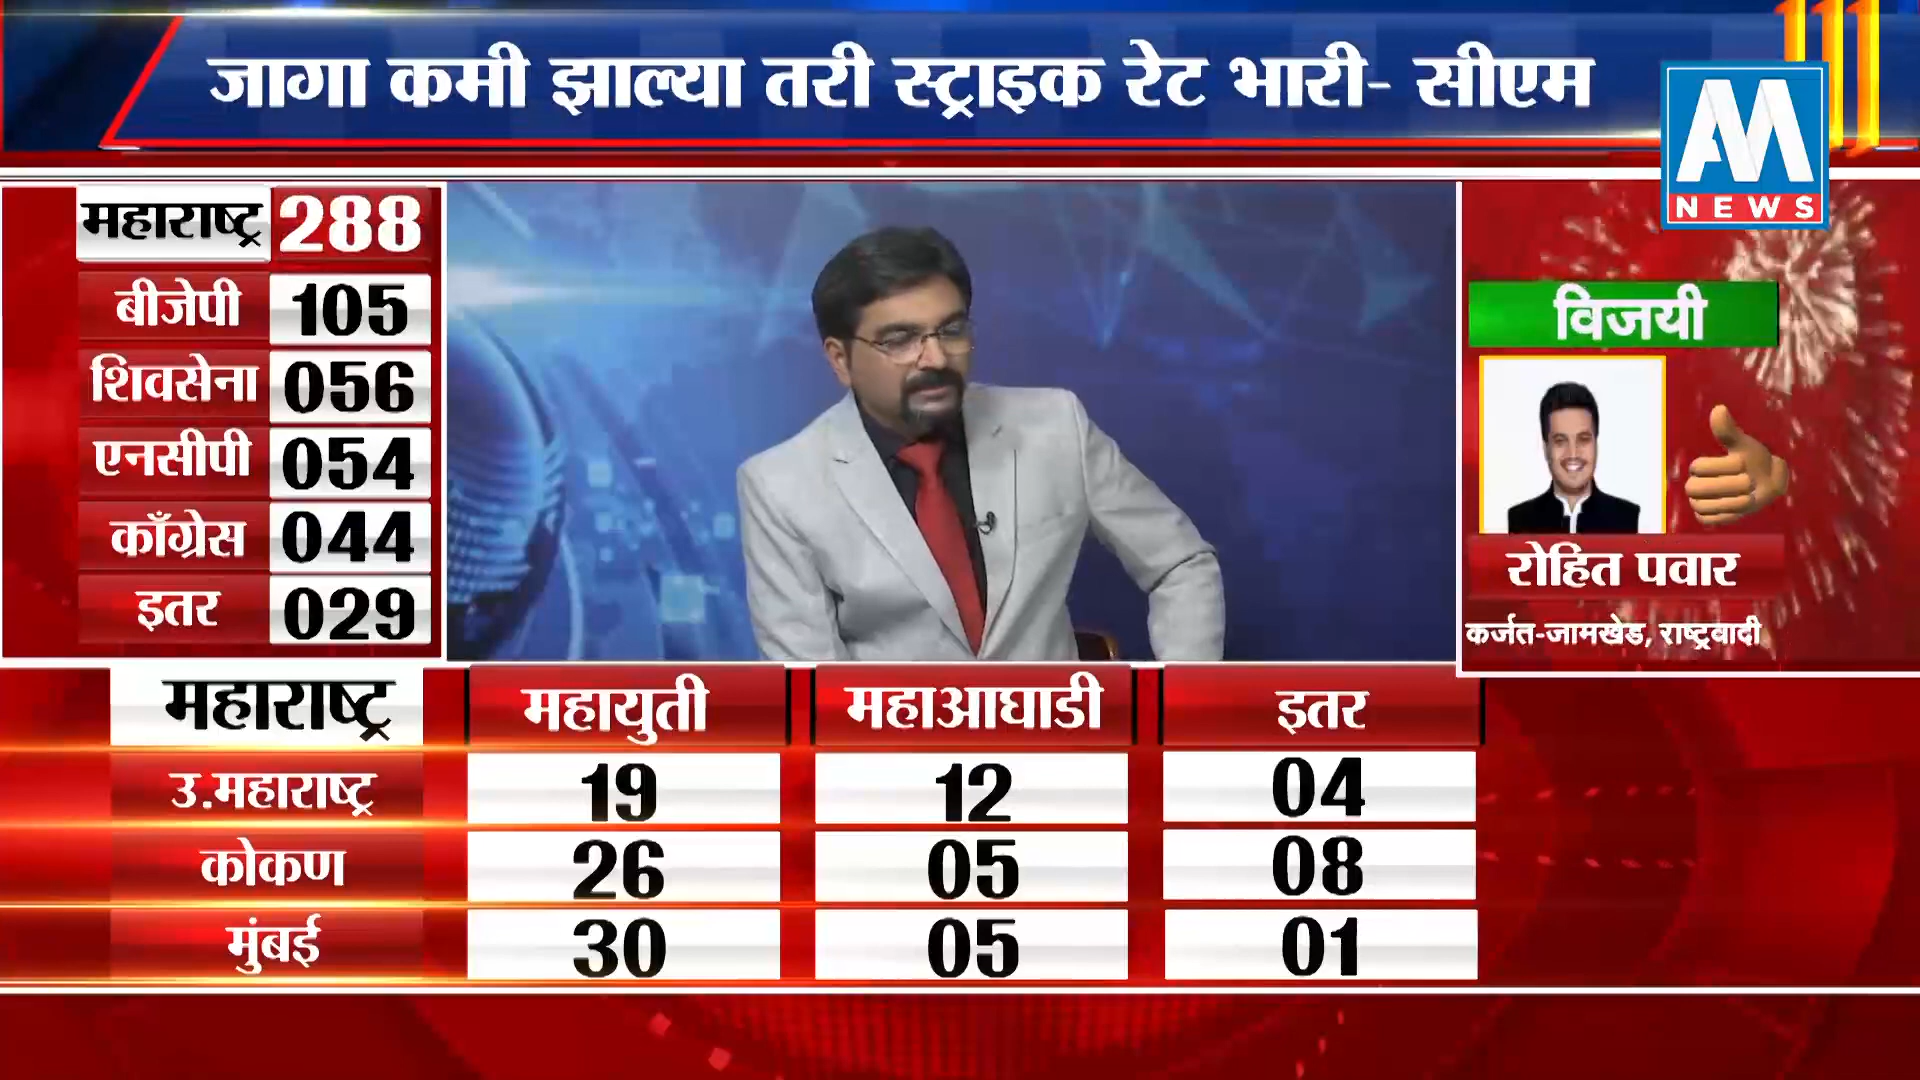 जागा कमी झाल्या तरी स्ट्राइक रेट भारी- सीएम
AM
NEWS
महाराष्ट्र 288
बीजेपी 105
शिवसेना 056
एनसीपी 054
काँग्रेस 044
इतर 029
विजयी
रोहित पवार
कर्जत-जामखेड, राष्ट्रवादी
महाराष्ट्र महायुती महाआघाडी इतर
उ.महाराष्ट्र 19 12 04
कोकण 26 05 08
मुंबई 30 05 01